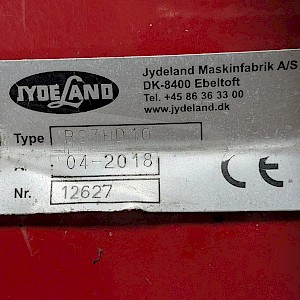 JYDELAND
Jydeland Maskinfabrik A/S
DK-8400 Ebeltoft
Tel. +45 86 36 33 00
www.jydeland.dk
Type
04-2018
Nr. 12627
CE